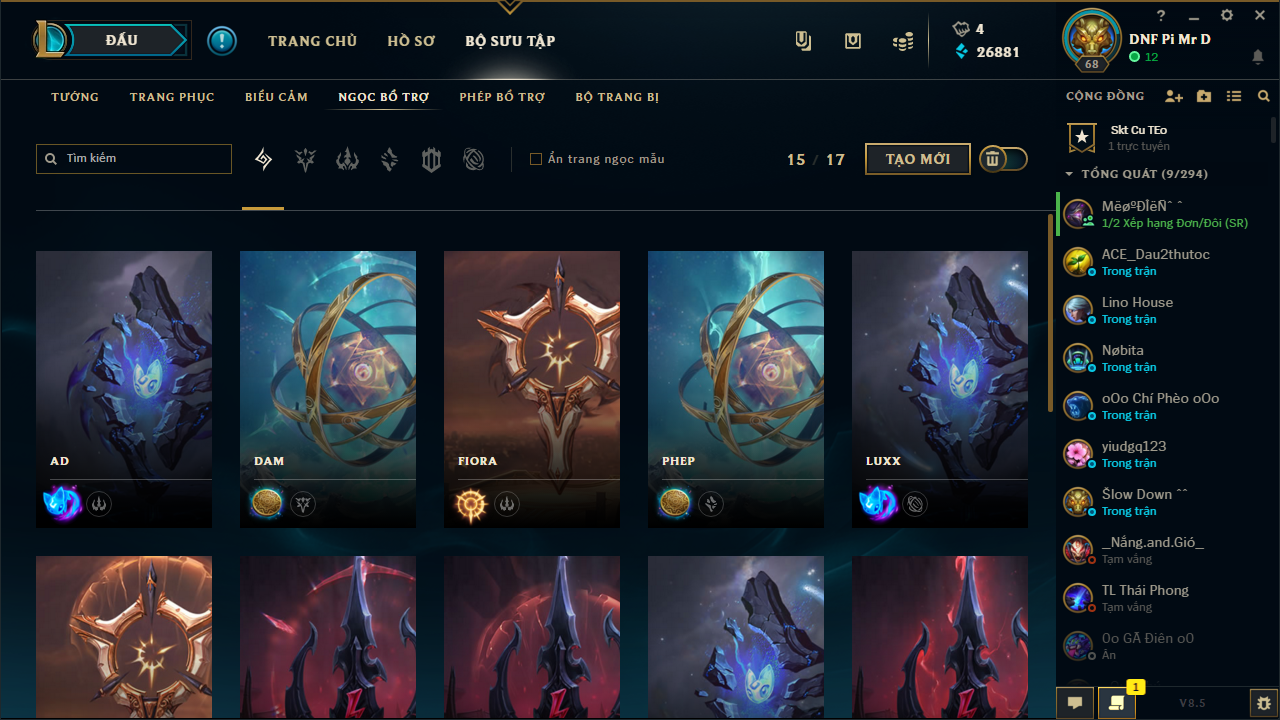 ĐẤU
TRANG CHỦ
HỒ SƠ
BỘ SƯU TẬP
4
26881
?
DNF Pi Mr D
12
68
TƯỚNG
TRANG PHỤC
BIỂU CẢM
NGỌC BỔ TRỢ
PHÉP BỔ TRỢ
BỘ TRANG BỊ
CỘNG ĐỒNG
Tìm kiếm
Ẩn trang ngọc mẫu
15 / 17
TẠO MỚI
Skt Cu TEo
1 trực tuyến
TỔNG QUÁT (9/294)
MëøºĐÌëÑˆ ˆ
1/2 Xếp hạng Đơn/Đôi (SR)
ACE_Dau2thutoc
Trong trận
Lino House
Trong trận
Nøbita
Trong trận
oOo Chí Phèo oOo
Trong trận
yiudgq123
Trong trận
Šlow Down ˆˆ
Trong trận
_Nắng.and.Gió_
Tạm vắng
TL Thái Phong
Tạm vắng
0o GÃ Điên oO
Ẩn
AD
DAM
FIORA
PHEP
LUXX
1
V8.5